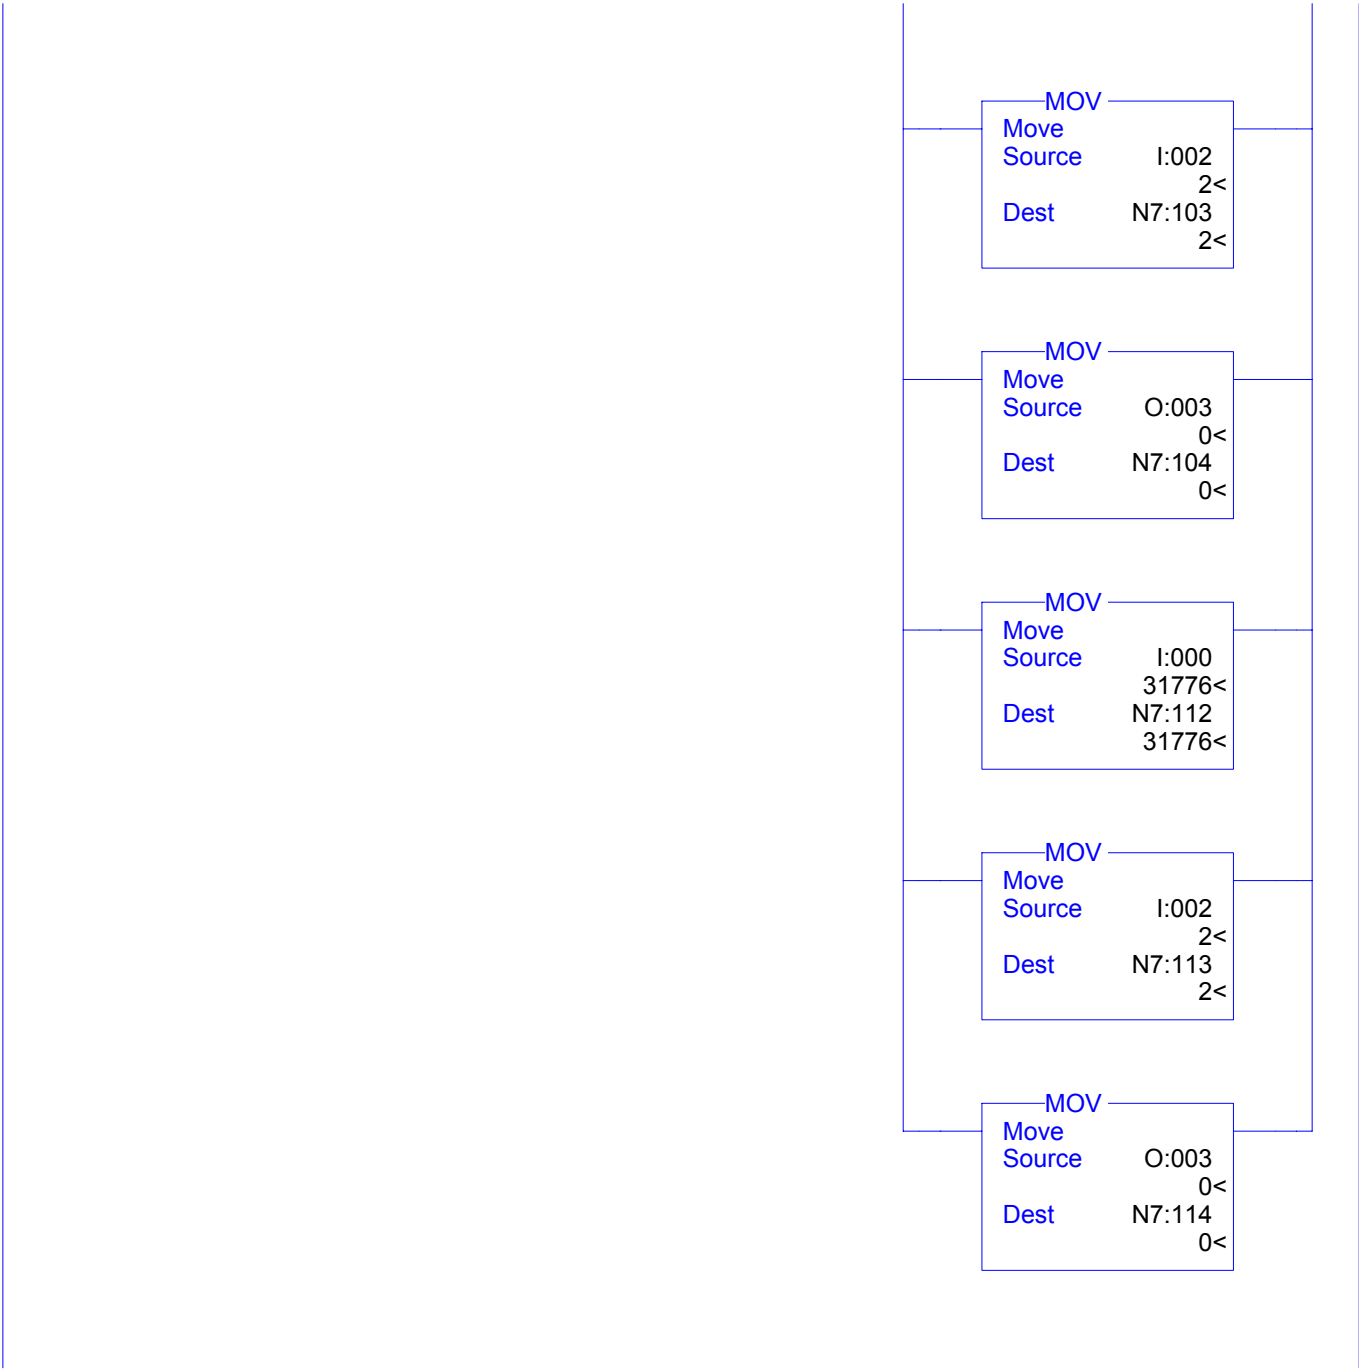 MOV
Move
Source I:002
2<
Dest N7:103
2<
MOV
Move
Source O:003
0<
Dest N7:104
0<
MOV
Move
Source I:000
31776<
Dest N7:112
31776<
MOV
Move
Source I:002
2<
Dest N7:113
2<
MOV
Move
Source O:003
0<
Dest N7:114
0<